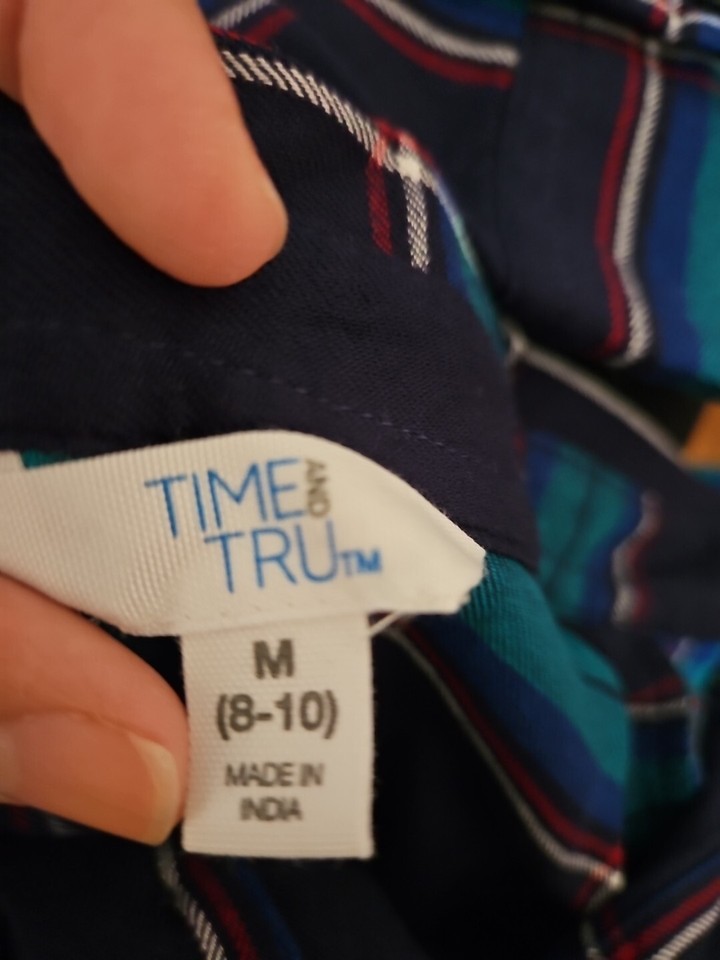 TIME AND
TRU™
M
(8-10)
MADE IN
INDIA